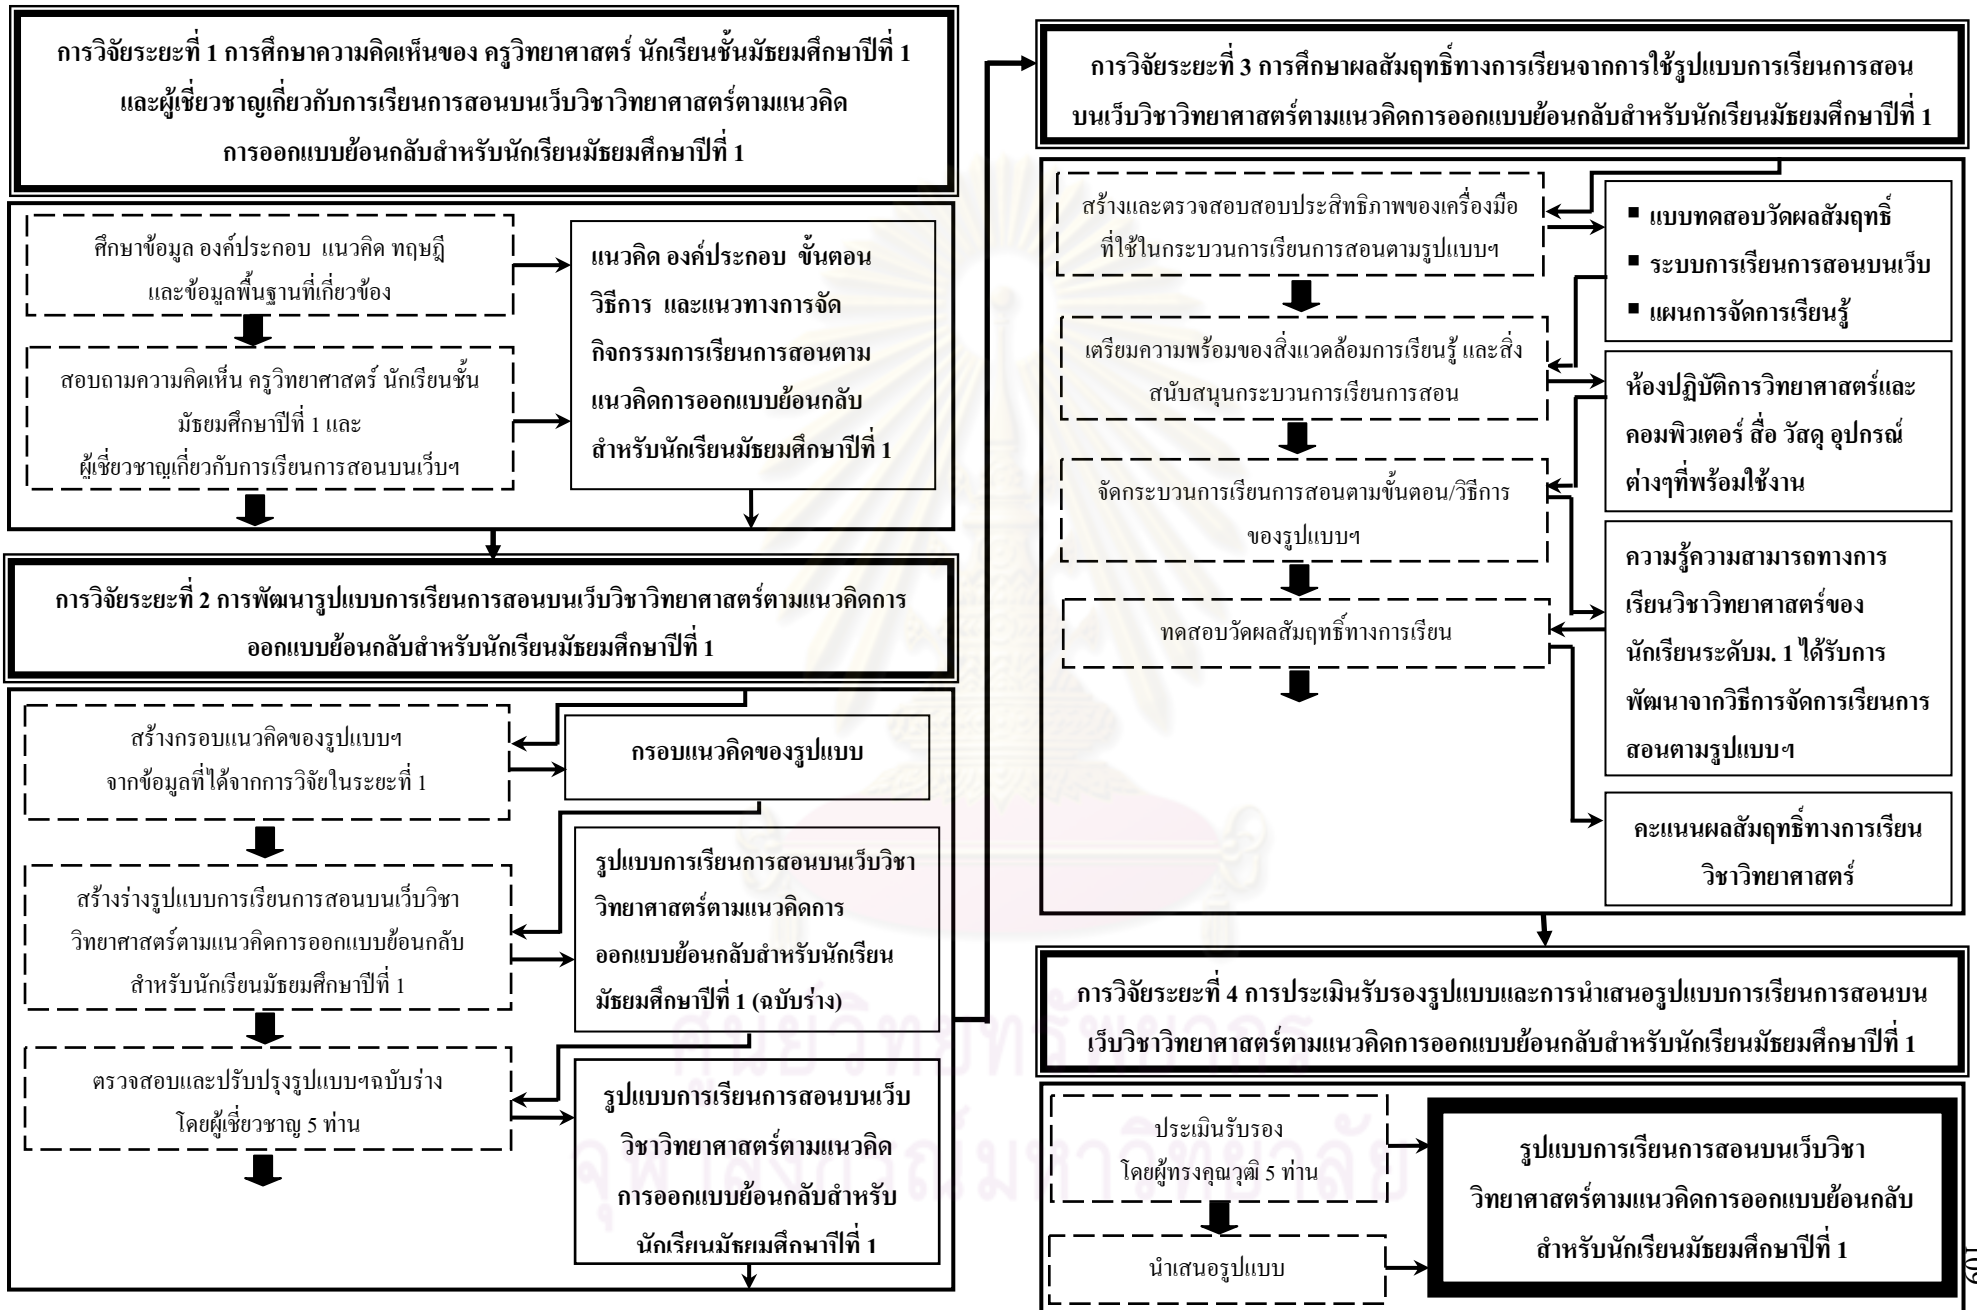 การวิจัยระยะที่ 1 การศึกษาความคิดเห็นของ ครูวิทยาศาสตร์ นักเรียนชั้นมัธยมศึกษาปีที่ 1
และผู้เชี่ยวชาญเกี่ยวกับการเรียนการสอนบนเว็บวิชาวิทยาศาสตร์ตามแนวคิด
การออกแบบย้อนกลับสำหรับนักเรียนมัธยมศึกษาปีที่ 1
ศึกษาข้อมูล องค์ประกอบ แนวคิด ทฤษฎี
และข้อมูลพื้นฐานที่เกี่ยวข้อง
สอบถามความคิดเห็น ครูวิทยาศาสตร์ นักเรียนชั้น
มัธยมศึกษาปีที่ 1 และ
ผู้เชี่ยวชาญเกี่ยวกับการเรียนการสอนบนเว็บฯ
แนวคิด องค์ประกอบ ขั้นตอน
วิธีการ และแนวทางการจัด
กิจกรรมการเรียนการสอนตาม
แนวคิดการออกแบบย้อนกลับ
สำหรับนักเรียนมัธยมศึกษาปีที่ 1
การวิจัยระยะที่ 2 การพัฒนารูปแบบการเรียนการสอนบนเว็บวิชาวิทยาศาสตร์ตามแนวคิดการ
ออกแบบย้อนกลับสำหรับนักเรียนมัธยมศึกษาปีที่ 1
สร้างกรอบแนวคิดของรูปแบบฯ
จากข้อมูลที่ได้จากการวิจัยในระยะที่ 1
กรอบแนวคิดของรูปแบบ
สร้างร่างรูปแบบการเรียนการสอนบนเว็บวิชา
วิทยาศาสตร์ตามแนวคิดการออกแบบย้อนกลับ
สำหรับนักเรียนมัธยมศึกษาปีที่ 1
รูปแบบการเรียนการสอนบนเว็บวิชา
วิทยาศาสตร์ตามแนวคิดการ
ออกแบบย้อนกลับสำหรับนักเรียน
มัธยมศึกษาปีที่ 1 (ฉบับร่าง)
ตรวจสอบและปรับปรุงรูปแบบฯฉบับร่าง
โดยผู้เชี่ยวชาญ 5 ท่าน
รูปแบบการเรียนการสอนบนเว็บ
วิชาวิทยาศาสตร์ตามแนวคิด
การออกแบบย้อนกลับสำหรับ
นักเรียนมัธยมศึกษาปีที่ 1
การวิจัยระยะที่ 3 การศึกษาผลสัมฤทธิ์ทางการเรียนจากการใช้รูปแบบการเรียนการสอน
บนเว็บวิชาวิทยาศาสตร์ตามแนวคิดการออกแบบย้อนกลับสำหรับนักเรียนมัธยมศึกษาปีที่ 1
สร้างและตรวจสอบสอบประสิทธิภาพของเครื่องมือ
ที่ใช้ในกระบวนการเรียนการสอนตามรูปแบบฯ
▪ แบบทดสอบวัดผลสัมฤทธิ์
▪ ระบบการเรียนการสอนบนเว็บ
▪ แผนการจัดการเรียนรู้
เตรียมความพร้อมของสิ่งแวดล้อมการเรียนรู้ และสิ่ง
สนับสนุนกระบวนการเรียนการสอน
ห้องปฏิบัติการวิทยาศาสตร์และ
คอมพิวเตอร์ สื่อ วัสดุ อุปกรณ์
ต่างๆที่พร้อมใช้งาน
จัดกระบวนการเรียนการสอนตามขั้นตอน/วิธีการ
ของรูปแบบฯ
ความรู้ความสามารถทางการ
เรียนวิชาวิทยาศาสตร์ของ
นักเรียนระดับม. 1 ได้รับการ
พัฒนาจากวิธีการจัดการเรียนการ
สอนตามรูปแบบฯ
ทดสอบวัดผลสัมฤทธิ์ทางการเรียน
คะแนนผลสัมฤทธิ์ทางการเรียน
วิชาวิทยาศาสตร์
การวิจัยระยะที่ 4 การประเมินรับรองรูปแบบและการนำเสนอรูปแบบการเรียนการสอนบน
เว็บวิชาวิทยาศาสตร์ตามแนวคิดการออกแบบย้อนกลับสำหรับนักเรียนมัธยมศึกษาปีที่ 1
ประเมินรับรอง
โดยผู้ทรงคุณวุฒิ 5 ท่าน
นำเสนอรูปแบบ
รูปแบบการเรียนการสอนบนเว็บวิชา
วิทยาศาสตร์ตามแนวคิดการออกแบบย้อนกลับ
สำหรับนักเรียนมัธยมศึกษาปีที่ 1
ศูนย์วิทยทรัพยากร
จุฬาลงกรณ์มหาวิทยาลัย
109